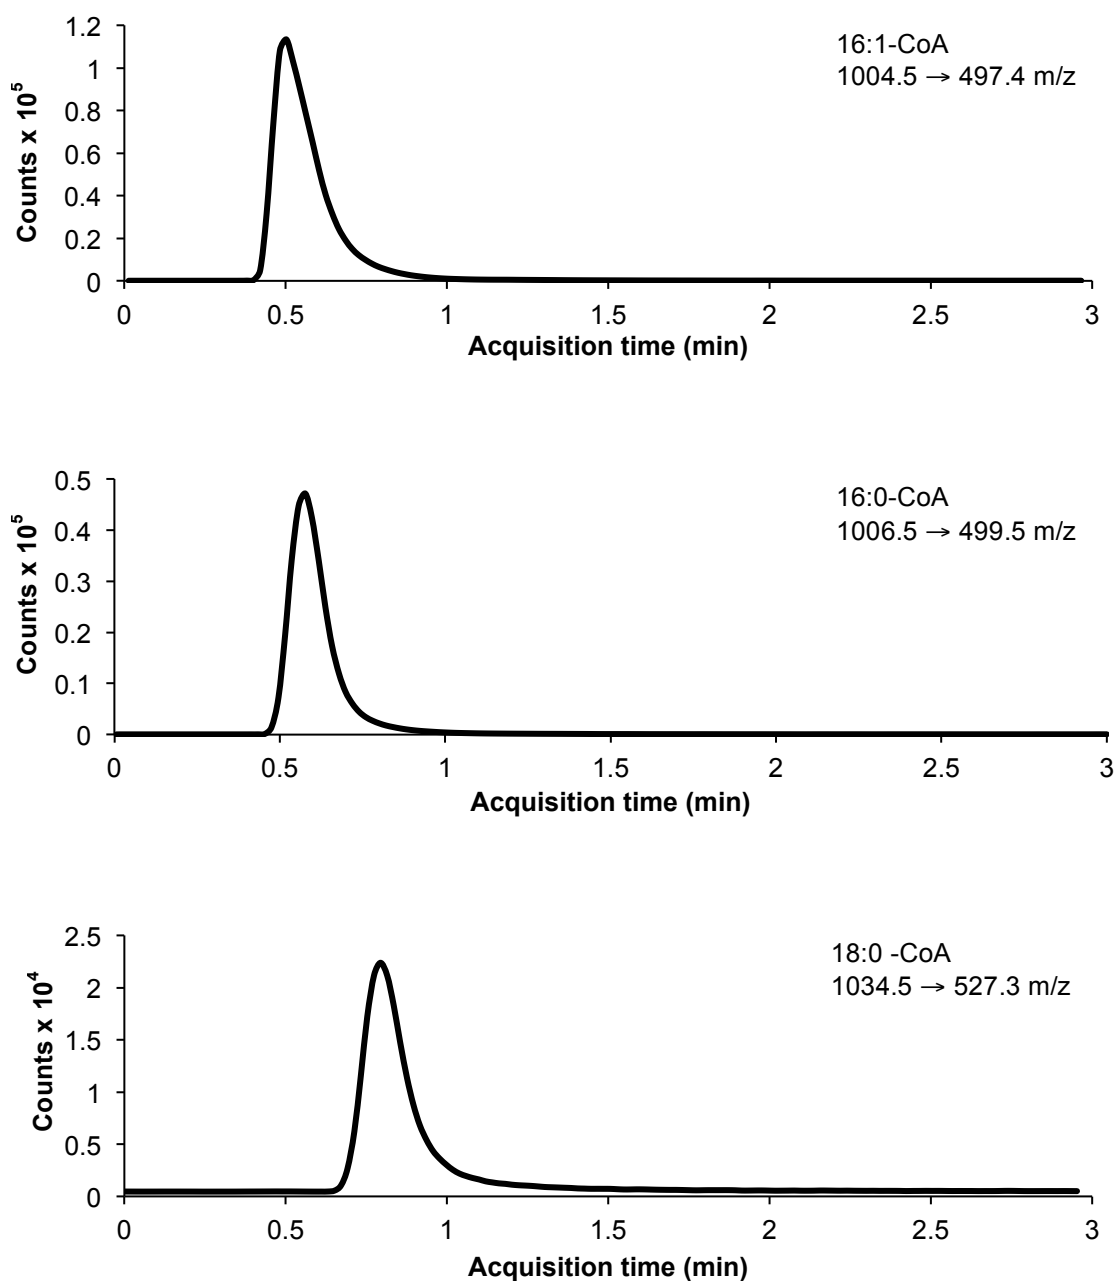 1.2
1
0.8
0.6
0.4
0.2
0
Counts x 10⁵
16:1-CoA
1004.5 → 497.4 m/z
0 0.5 1 1.5 2 2.5 3
Acquisition time (min)
0.5
0.4
0.3
0.2
0.1
0
Counts x 10⁵
16:0-CoA
1006.5 → 499.5 m/z
0 0.5 1 1.5 2 2.5 3
Acquisition time (min)
2.5
2
1.5
1
0.5
0
Counts x 10⁴
18:0 -CoA
1034.5 → 527.3 m/z
0 0.5 1 1.5 2 2.5 3
Acquisition time (min)